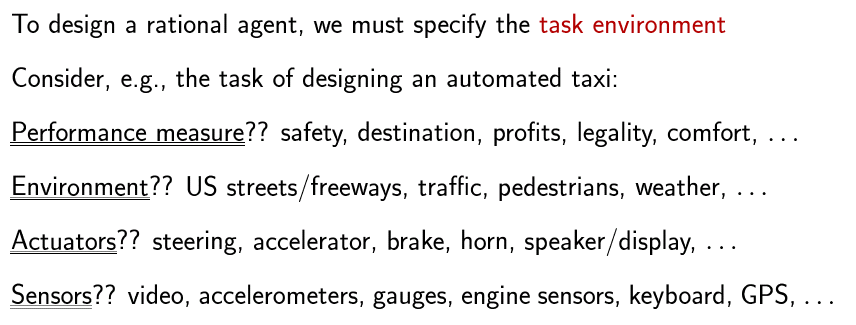 To design a rational agent, we must specify the task environment
Consider, e.g., the task of designing an automated taxi:
Performance measure?? safety, destination, profits, legality, comfort, ...
Environment?? US streets/freeways, traffic, pedestrians, weather, ...
Actuators?? steering, accelerator, brake, horn, speaker/display, ...
Sensors?? video, accelerometers, gauges, engine sensors, keyboard, GPS, ...